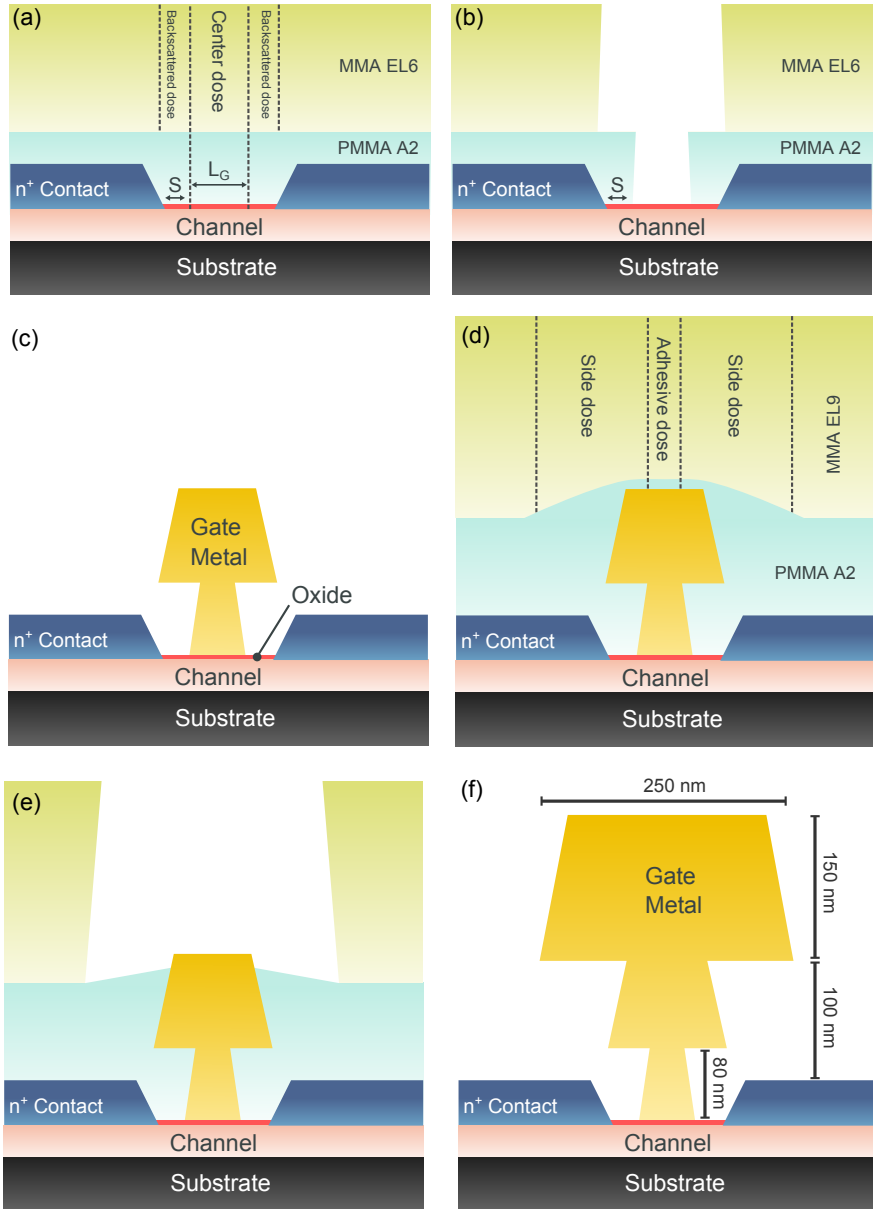 (a)
Backscattered dose
Center dose
Backscattered dose
MMA EL6
PMMA A2
n⁺ Contact
S
L_G
Channel
Substrate
(b)
MMA EL6
PMMA A2
n⁺ Contact
S
Channel
Substrate
(c)
Gate
Metal
Oxide
n⁺ Contact
Channel
Substrate
(d)
Side dose
Adhesive dose
Side dose
MMA EL9
PMMA A2
n⁺ Contact
Channel
Substrate
(e)
n⁺ Contact
Channel
Substrate
(f)
250 nm
Gate
Metal
150 nm
100 nm
80 nm
n⁺ Contact
Channel
Substrate